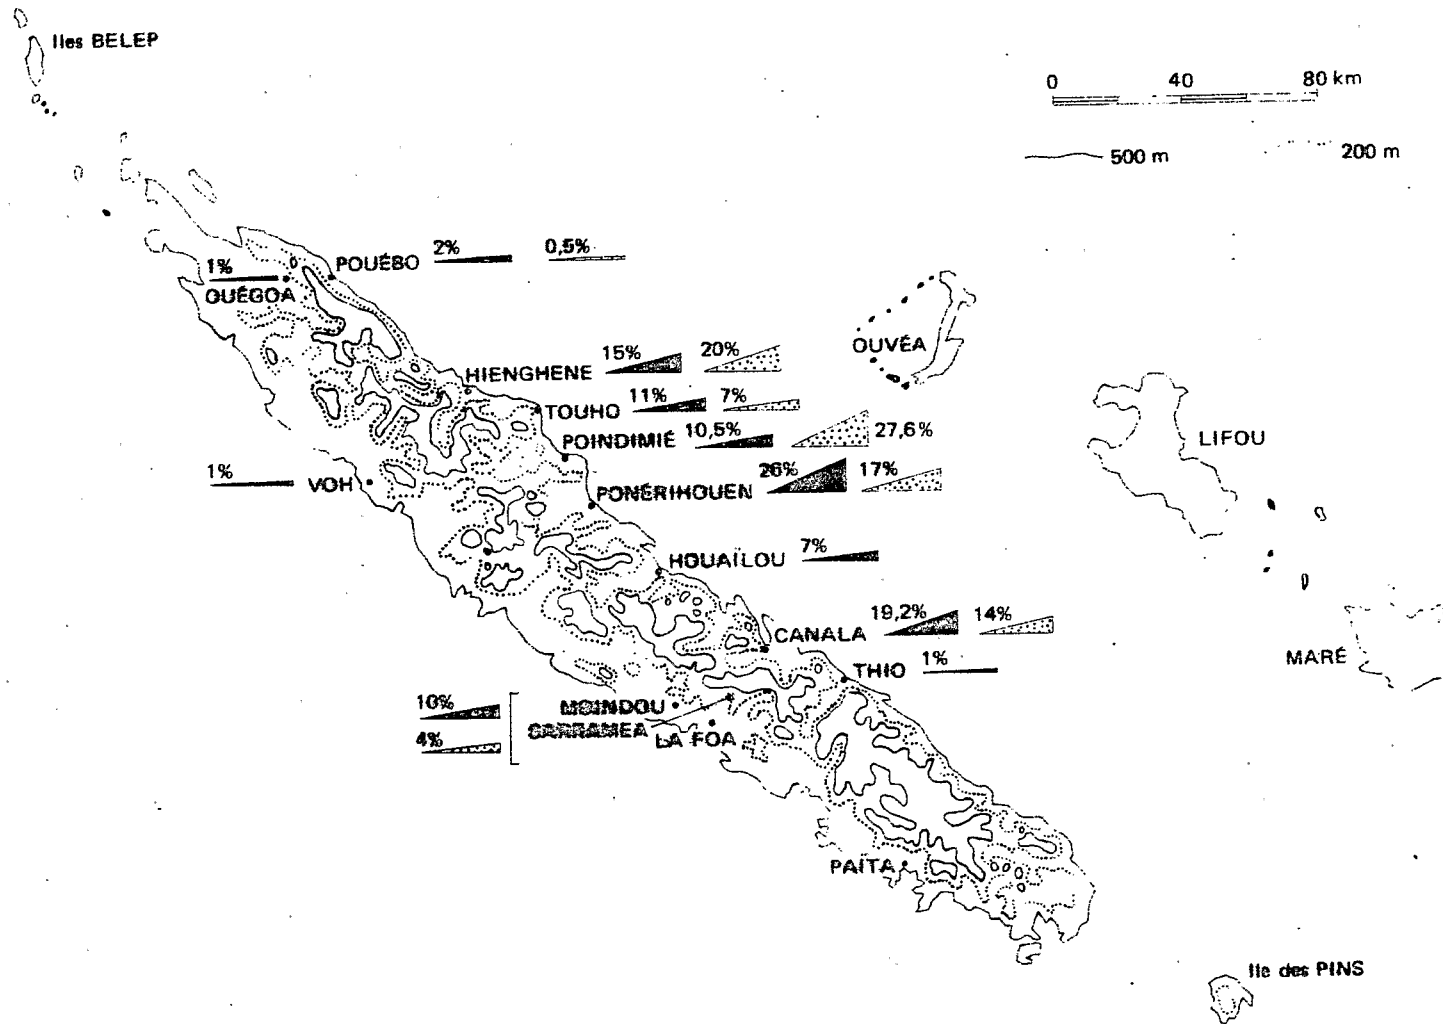 Iles BELEP
0 40 80 km
500 m 200 m
POUÉBO 2% 0,5%
1%
OUÉGOA
OUVÉA
HIENGHENE 15% 20%
TOUHO 11% 7%
POINDIMIÉ 10,5% 27,6%
LIFOU
1% VOH
PONÉRIHOUEN 26% 17%
HOUAÏLOU 7%
CANALA 19,2% 14%
MARÉ
THIO 1%
10% MOINDOU
4% SARRAMEA
LA FOA
PAÏTA
Ile des PINS